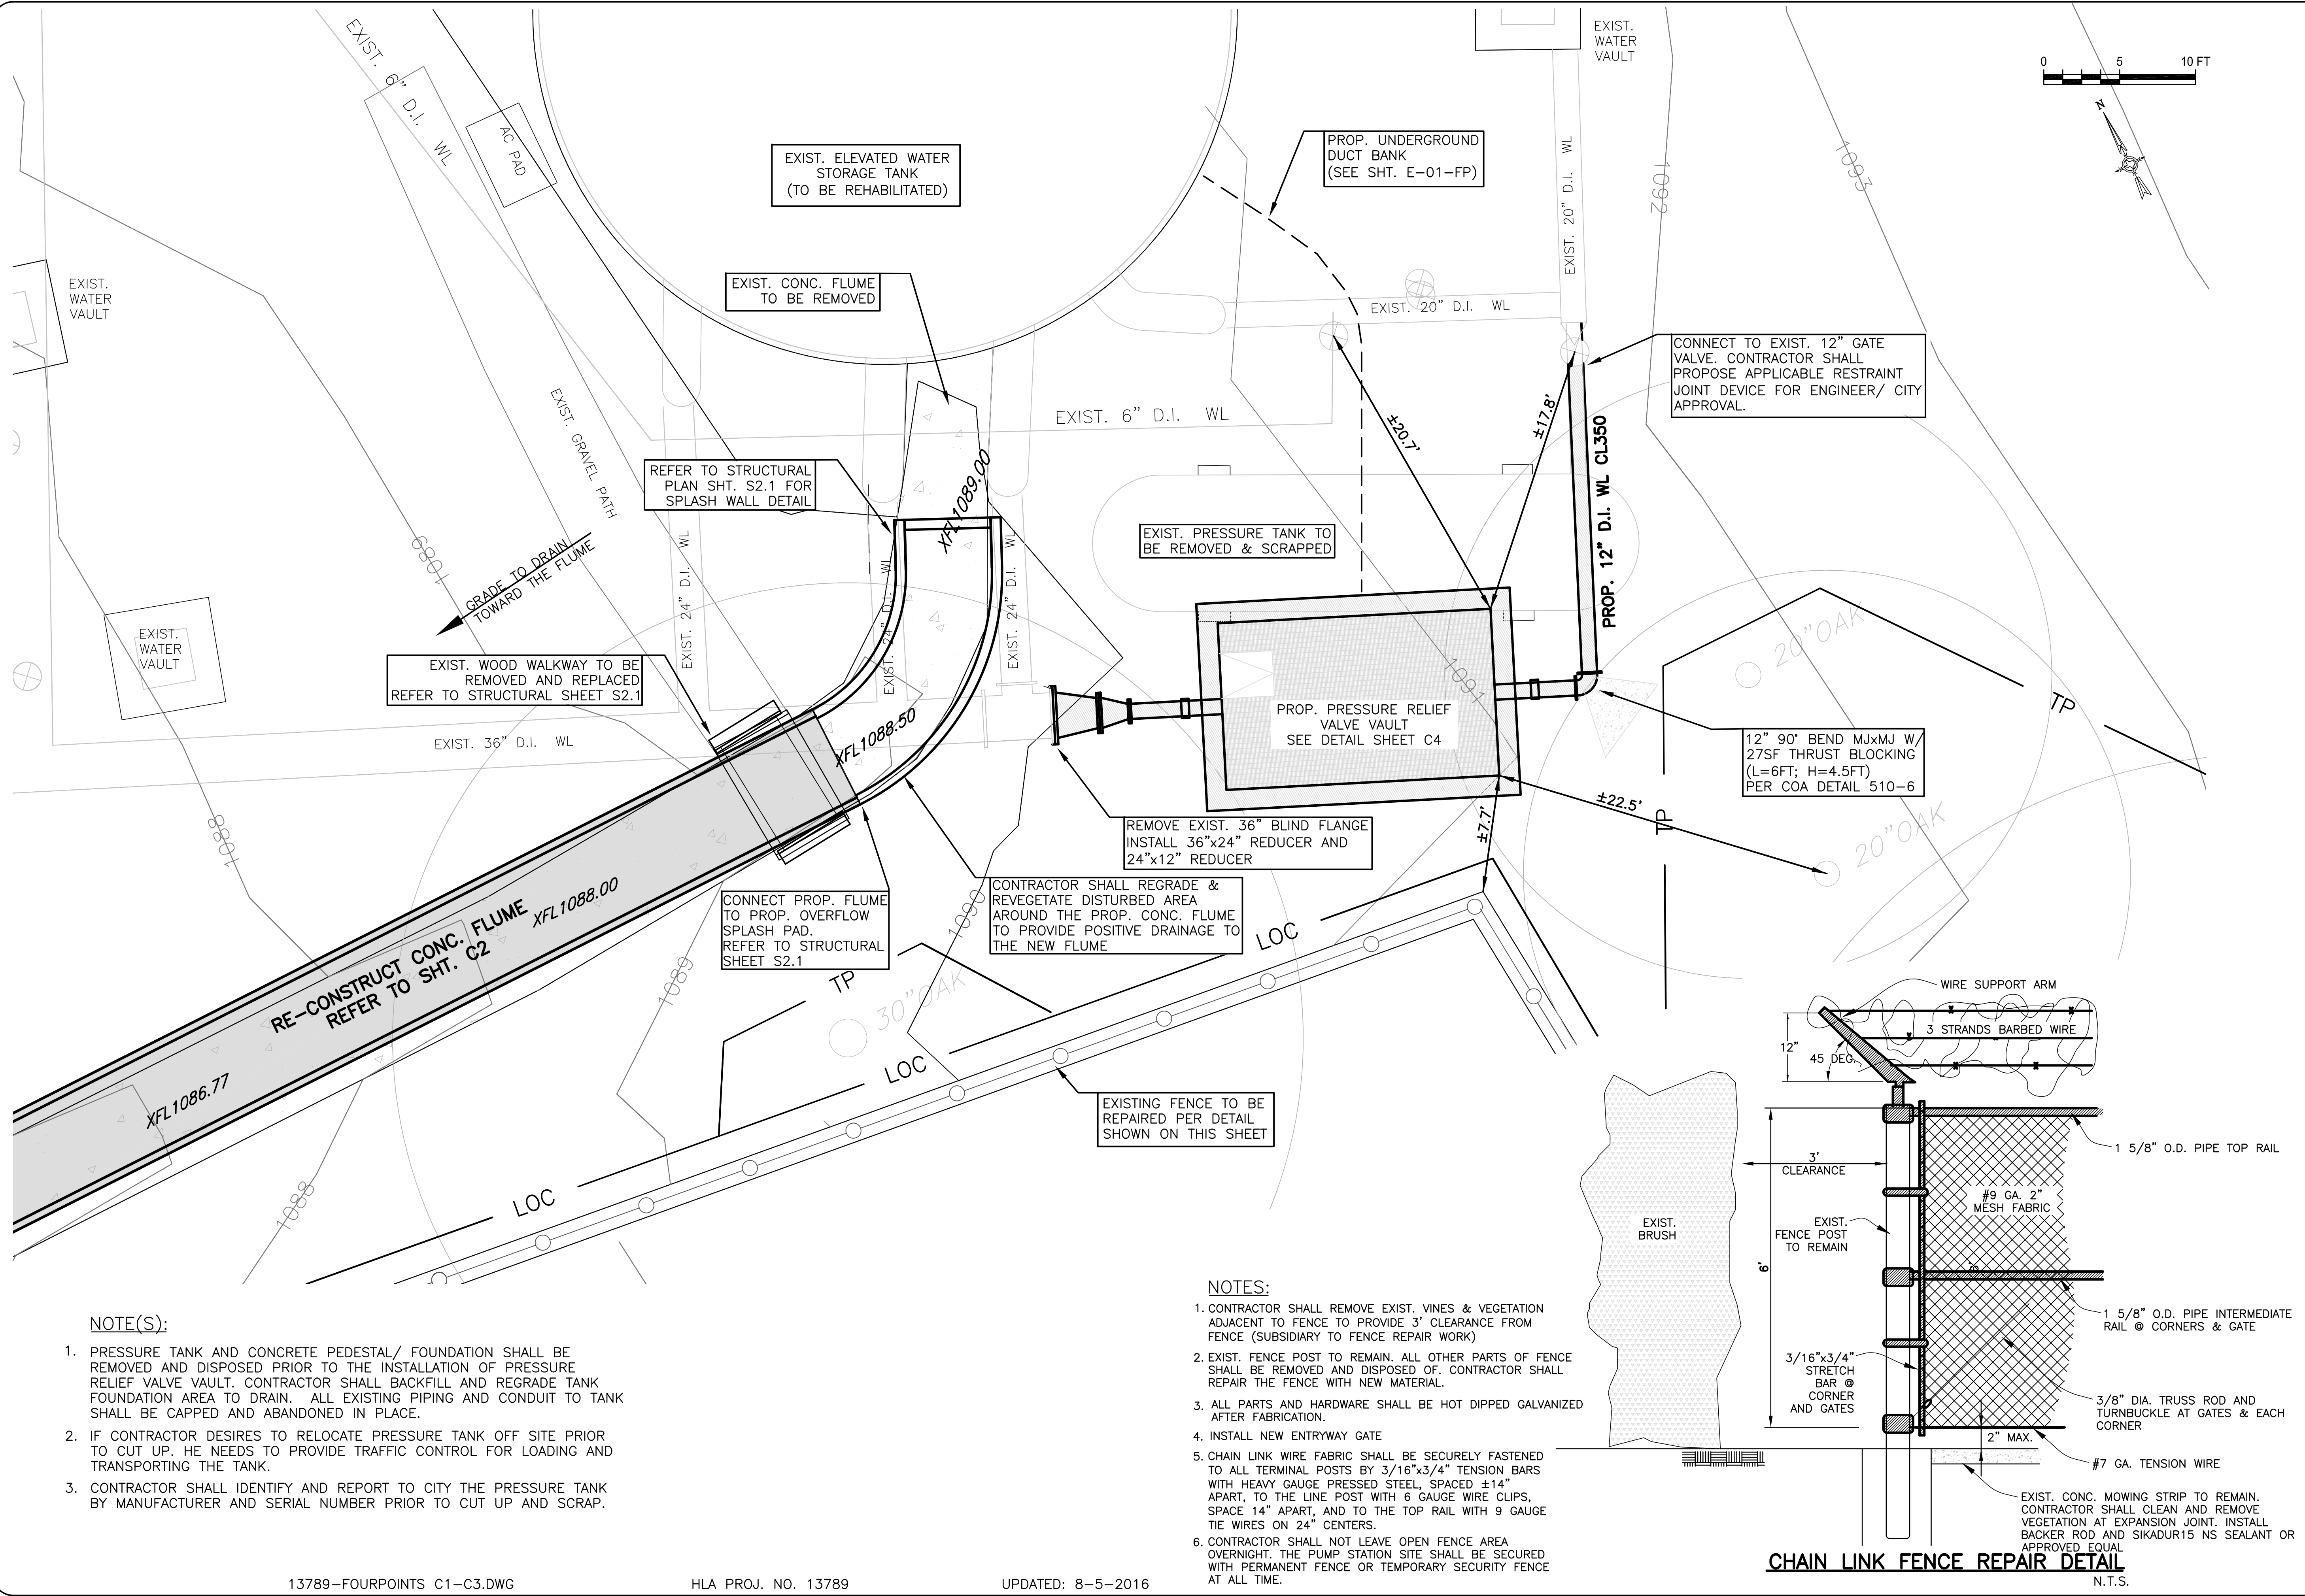 EXIST. 6" D.I. WL
AC PAD
EXIST. ELEVATED WATER
STORAGE TANK
(TO BE REHABILITATED)
PROP. UNDERGROUND
DUCT BANK
(SEE SHT. E-01-FP)
EXIST.
WATER
VAULT
0 5 10 FT
N
EXIST. 20" D.I. WL
1092
1093
EXIST.
WATER
VAULT
EXIST. CONC. FLUME
TO BE REMOVED
EXIST. 20" D.I. WL
CONNECT TO EXIST. 12" GATE
VALVE. CONTRACTOR SHALL
PROPOSE APPLICABLE RESTRAINT
JOINT DEVICE FOR ENGINEER/ CITY
APPROVAL.
EXIST. GRAVEL PATH
EXIST. 6" D.I. WL
±20.7'
±17.8'
PROP. 12" D.I. WL CL350
REFER TO STRUCTURAL
PLAN SHT. S2.1 FOR
SPLASH WALL DETAIL
XFL1089.00
EXIST. PRESSURE TANK TO
BE REMOVED & SCRAPPED
1089
GRADE TO DRAIN
TOWARD THE FLUME
EXIST. 24" D.I. WL
EXIST. 24" D.I. WL
EXIST. 24" D.I. WL
EXIST.
WATER
VAULT
EXIST. WOOD WALKWAY TO BE
REMOVED AND REPLACED
REFER TO STRUCTURAL SHEET S2.1
1091
20"OAK
TP
EXIST. 36" D.I. WL
XFL1088.50
PROP. PRESSURE RELIEF
VALVE VAULT
SEE DETAIL SHEET C4
12" 90° BEND MJxMJ W/
27SF THRUST BLOCKING
(L=6FT; H=4.5FT)
PER COA DETAIL 510-6
±22.5'
TP
20"OAK
±7.7'
1088
REMOVE EXIST. 36" BLIND FLANGE
INSTALL 36"x24" REDUCER AND
24"x12" REDUCER
XFL1088.00
RE-CONSTRUCT CONC. FLUME
REFER TO SHT. C2
CONNECT PROP. FLUME
TO PROP. OVERFLOW
SPLASH PAD.
REFER TO STRUCTURAL
SHEET S2.1
1090
CONTRACTOR SHALL REGRADE &
REVEGETATE DISTURBED AREA
AROUND THE PROP. CONC. FLUME
TO PROVIDE POSITIVE DRAINAGE TO
THE NEW FLUME
LOC
1089
TP
30"OAK
LOC
XFL1086.77
EXISTING FENCE TO BE
REPAIRED PER DETAIL
SHOWN ON THIS SHEET
LOC
1088
WIRE SUPPORT ARM
3 STRANDS BARBED WIRE
12"
45 DEG.
1 5/8" O.D. PIPE TOP RAIL
3'
CLEARANCE
#9 GA. 2"
MESH FABRIC
EXIST.
BRUSH
EXIST.
FENCE POST
TO REMAIN
6'
1 5/8" O.D. PIPE INTERMEDIATE
RAIL @ CORNERS & GATE
3/16"x3/4"
STRETCH
BAR @
CORNER
AND GATES
3/8" DIA. TRUSS ROD AND
TURNBUCKLE AT GATES & EACH
CORNER
2" MAX.
#7 GA. TENSION WIRE
EXIST. CONC. MOWING STRIP TO REMAIN.
CONTRACTOR SHALL CLEAN AND REMOVE
VEGETATION AT EXPANSION JOINT. INSTALL
BACKER ROD AND SIKADUR15 NS SEALANT OR
APPROVED EQUAL
CHAIN LINK FENCE REPAIR DETAIL
N.T.S.
NOTE(S):
1. PRESSURE TANK AND CONCRETE PEDESTAL/ FOUNDATION SHALL BE
REMOVED AND DISPOSED PRIOR TO THE INSTALLATION OF PRESSURE
RELIEF VALVE VAULT. CONTRACTOR SHALL BACKFILL AND REGRADE TANK
FOUNDATION AREA TO DRAIN. ALL EXISTING PIPING AND CONDUIT TO TANK
SHALL BE CAPPED AND ABANDONED IN PLACE.
2. IF CONTRACTOR DESIRES TO RELOCATE PRESSURE TANK OFF SITE PRIOR
TO CUT UP. HE NEEDS TO PROVIDE TRAFFIC CONTROL FOR LOADING AND
TRANSPORTING THE TANK.
3. CONTRACTOR SHALL IDENTIFY AND REPORT TO CITY THE PRESSURE TANK
BY MANUFACTURER AND SERIAL NUMBER PRIOR TO CUT UP AND SCRAP.
NOTES:
1. CONTRACTOR SHALL REMOVE EXIST. VINES & VEGETATION
ADJACENT TO FENCE TO PROVIDE 3' CLEARANCE FROM
FENCE (SUBSIDIARY TO FENCE REPAIR WORK)
2. EXIST. FENCE POST TO REMAIN. ALL OTHER PARTS OF FENCE
SHALL BE REMOVED AND DISPOSED OF. CONTRACTOR SHALL
REPAIR THE FENCE WITH NEW MATERIAL.
3. ALL PARTS AND HARDWARE SHALL BE HOT DIPPED GALVANIZED
AFTER FABRICATION.
4. INSTALL NEW ENTRYWAY GATE
5. CHAIN LINK WIRE FABRIC SHALL BE SECURELY FASTENED
TO ALL TERMINAL POSTS BY 3/16"x3/4" TENSION BARS
WITH HEAVY GAUGE PRESSED STEEL, SPACED ±14"
APART, TO THE LINE POST WITH 6 GAUGE WIRE CLIPS,
SPACE 14" APART, AND TO THE TOP RAIL WITH 9 GAUGE
TIE WIRES ON 24" CENTERS.
6. CONTRACTOR SHALL NOT LEAVE OPEN FENCE AREA
OVERNIGHT. THE PUMP STATION SITE SHALL BE SECURED
WITH PERMANENT FENCE OR TEMPORARY SECURITY FENCE
AT ALL TIME.
13789-FOURPOINTS C1-C3.DWG
HLA PROJ. NO. 13789
UPDATED: 8-5-2016